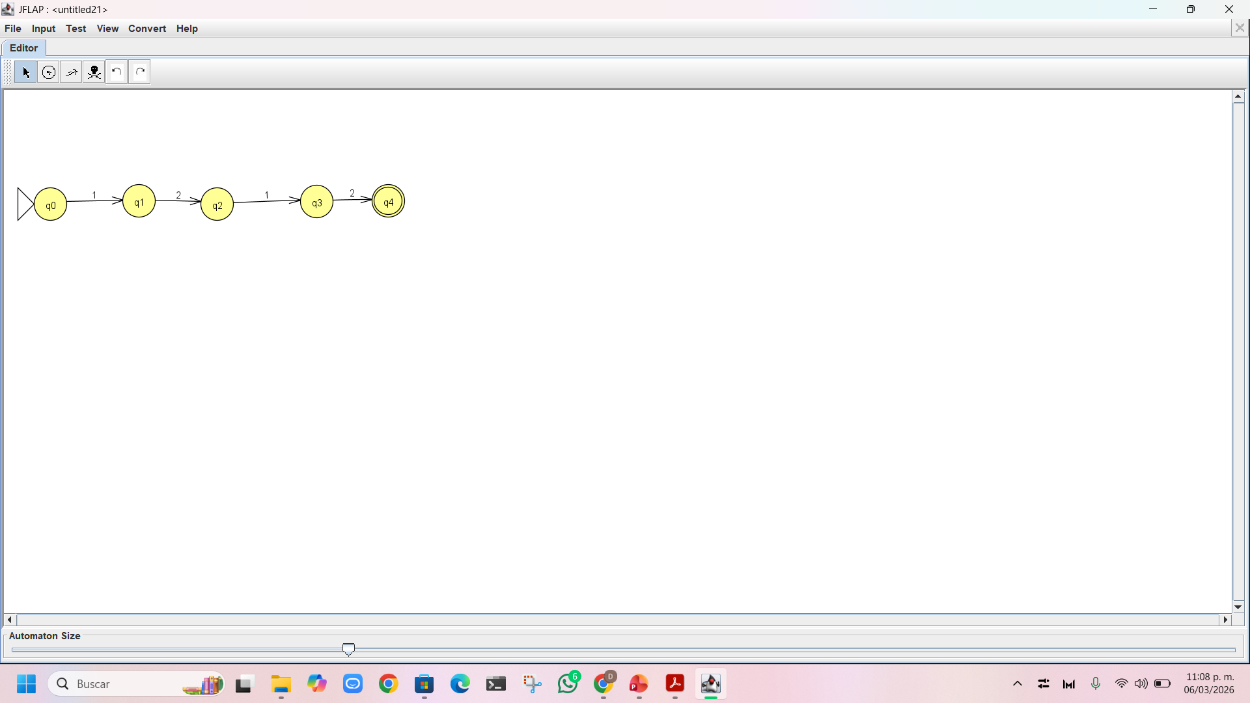 JFLAP : <untitled21>
File Input Test View Convert Help
Editor
1 2 1 2
q0 q1 q2 q3 q4
Automaton Size
Buscar
6
D
11:08 p. m.
06/03/2026